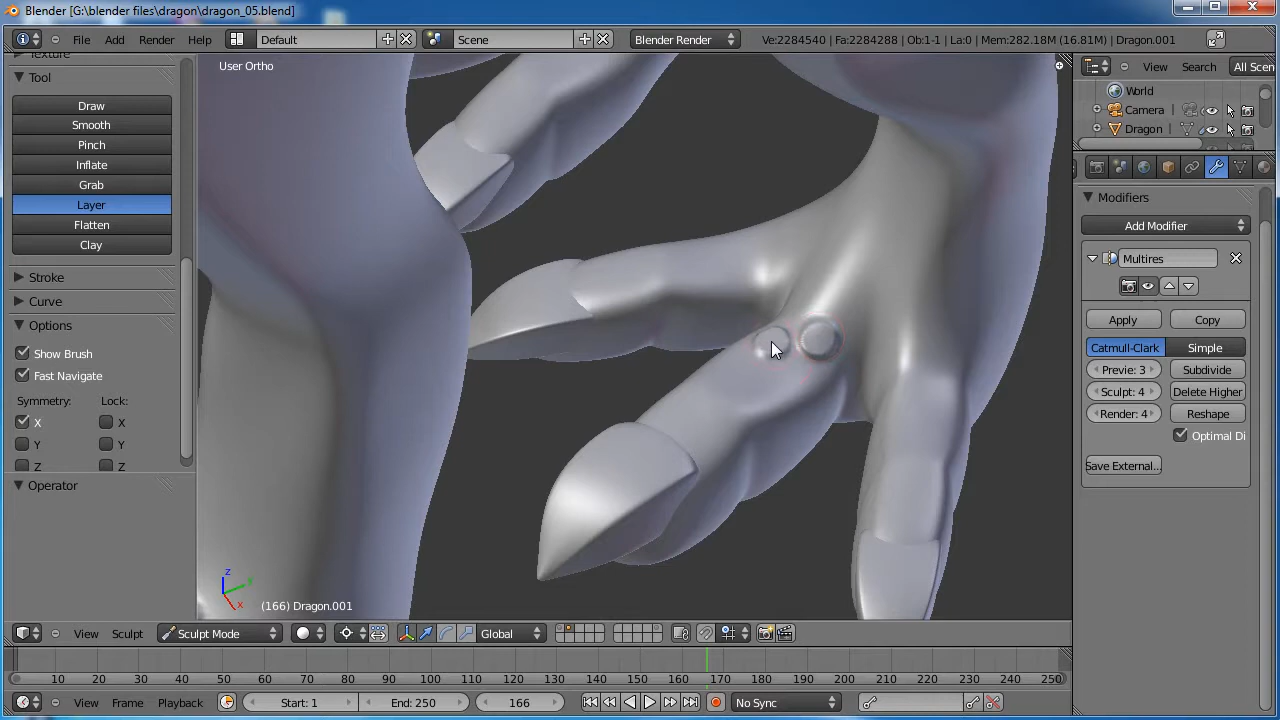 Blender [G:\blender files\dragon\dragon_05.blend]
File Add Render Help Default Scene Blender Render Ve:2284540 | Fa:2284288 | Ob:1-1 | La:0 | Mem:282.18M (16.81M) | Dragon.001
Texture
Tool
Draw
Smooth
Pinch
Inflate
Grab
Layer
Flatten
Clay
Stroke
Curve
Options
Show Brush
Fast Navigate
Symmetry: Lock:
X X
Y Y
Z Z
Operator
User Ortho
z
y
x
(166) Dragon.001
View Search All Scen
World
Camera
Dragon
Modifiers
Add Modifier
Multires
Apply Copy
Catmull-Clark Simple
Previe: 3 Subdivide
Sculpt: 4 Delete Higher
Render: 4 Reshape
Optimal Di
Save External...
View Sculpt Sculpt Mode Global
10 20 30 40 50 60 70 80 90 100 110 120 130 140 150 160 170 180 190 200 210 220 230 240 250
View Frame Playback Start: 1 End: 250 166 No Sync